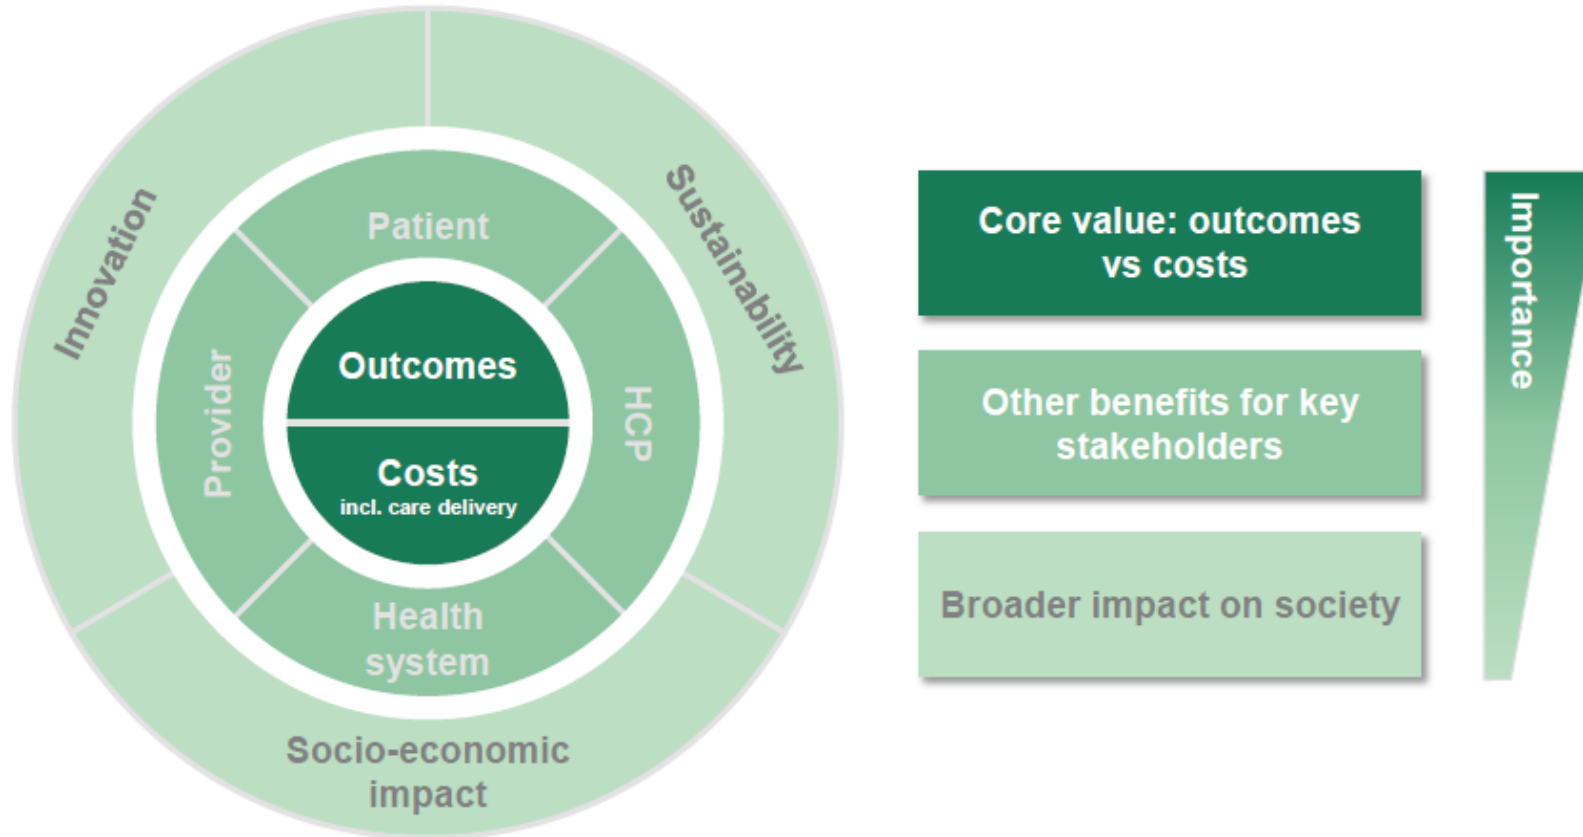 Innovation
Sustainability
Patient
Provider
HCP
Outcomes
Costs
incl. care delivery
Health
system
Socio-economic
impact
Core value: outcomes
vs costs
Other benefits for key
stakeholders
Broader impact on society
Importance